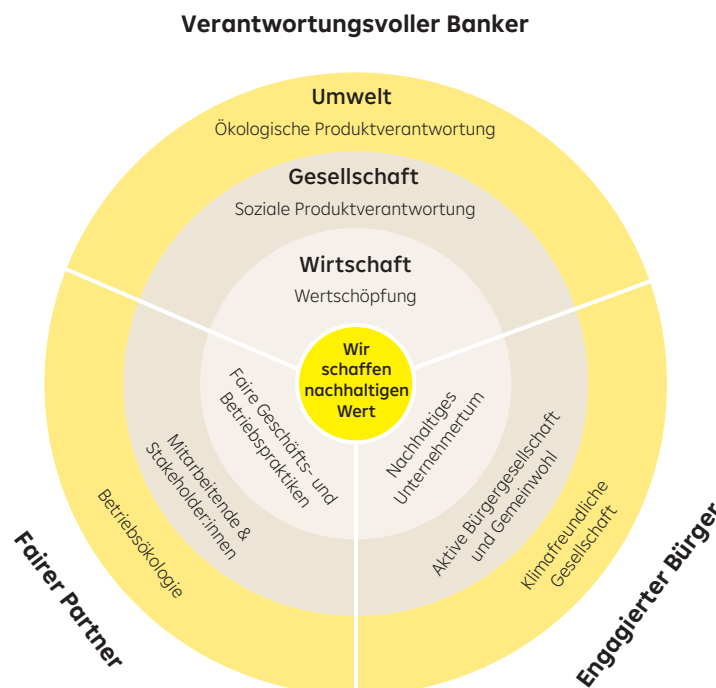 Verantwortungsvoller Banker
Umwelt
Ökologische Produktverantwortung
Gesellschaft
Soziale Produktverantwortung
Wirtschaft
Wertschöpfung
Wir
schaffen
nachhaltigen
Wert
Faire Geschäfts- und
Betriebspraktiken
Mitarbeitende &
Stakeholder:innen
Betriebsökologie
Fairer Partner
Nachhaltiges
Unternehmertum
Aktive Bürgergesellschaft
und Gemeinwohl
Klimafreundliche
Gesellschaft
Engagierter Bürger